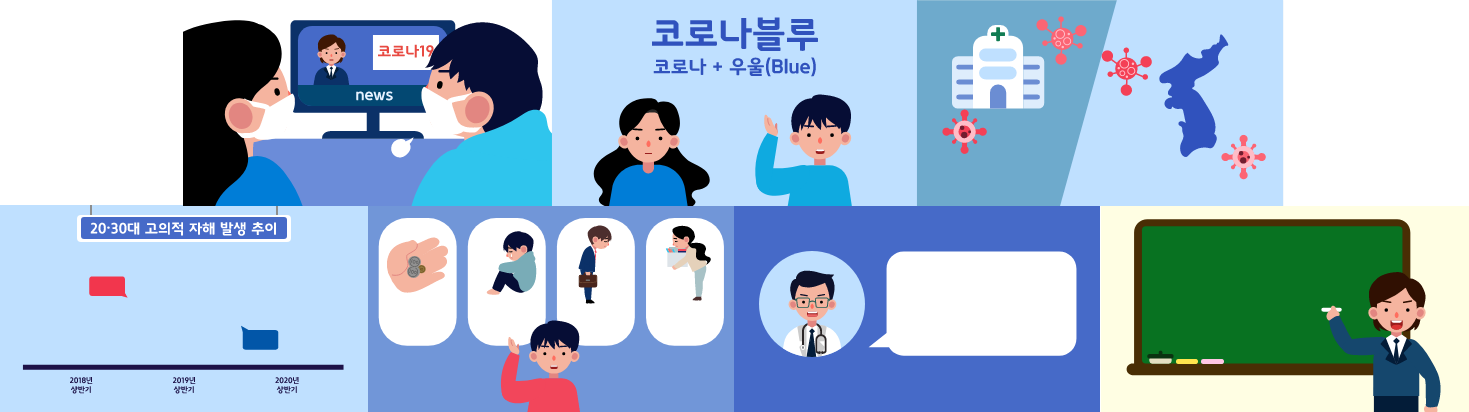 코로나19
news
코로나블루
코로나 + 우울(Blue)
20·30대 고의적 자해 발생 추이
2018년
상반기
2019년
상반기
2020년
상반기